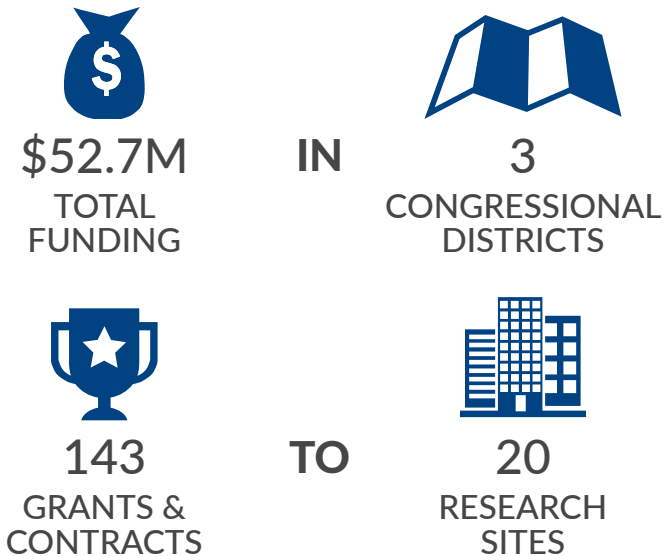 $
$52.7M IN 3
TOTAL CONGRESSIONAL
FUNDING DISTRICTS
143 TO 20
GRANTS & RESEARCH
CONTRACTS SITES